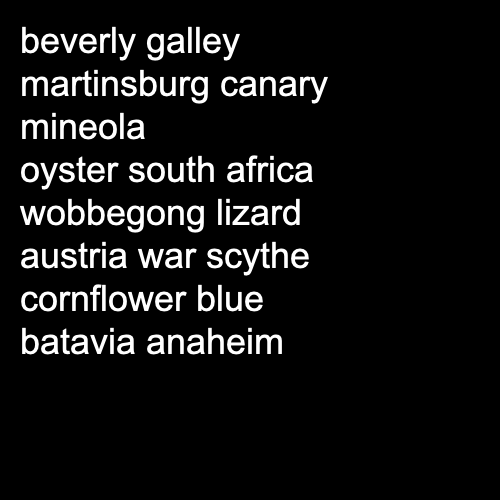 beverly galley
martinsburg canary
mineola
oyster south africa
wobbegong lizard
austria war scythe
cornflower blue
batavia anaheim